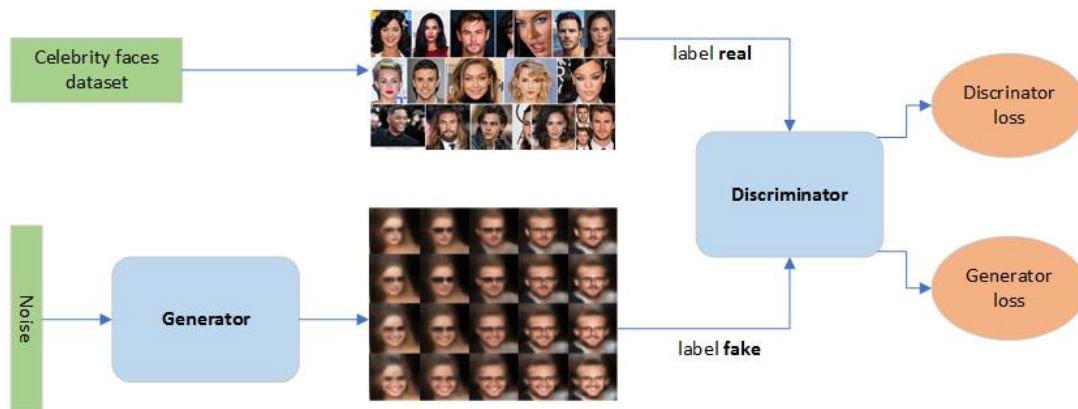 Celebrity faces
dataset
label real
Discrinator
loss
Discriminator
Noise
Generator
Generator
loss
label fake